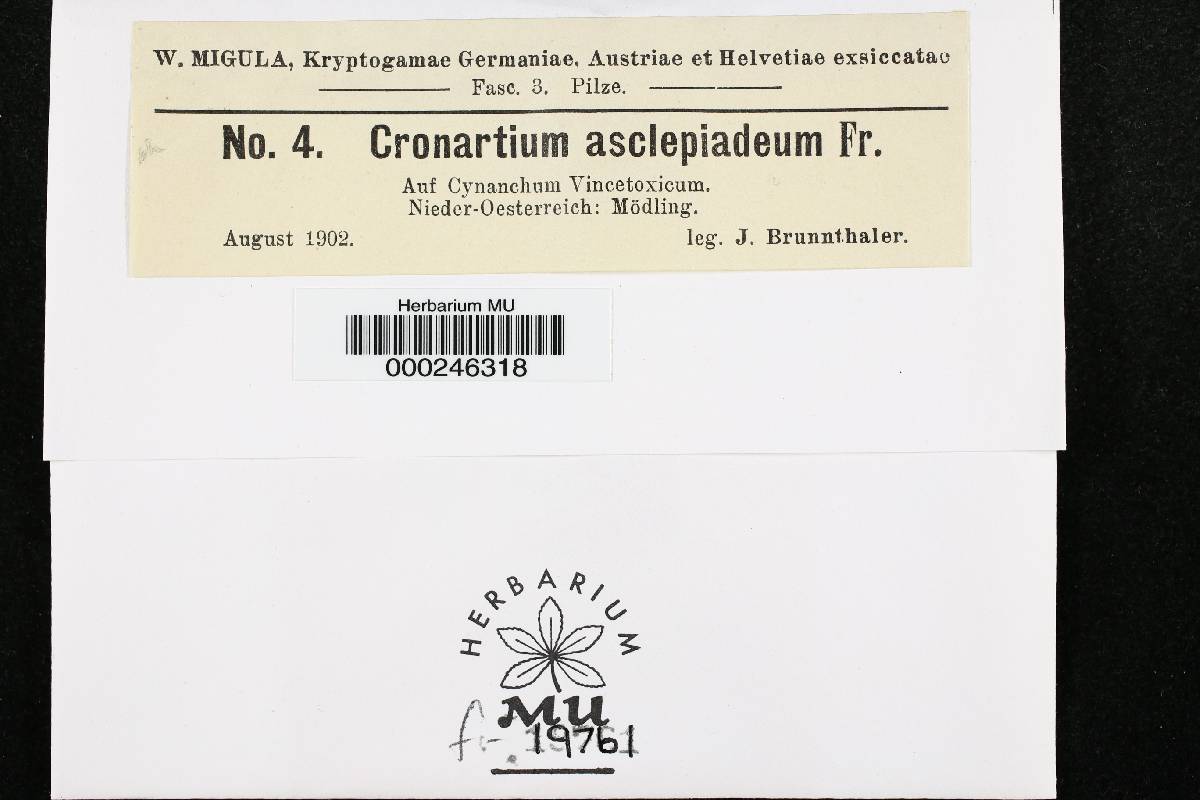 W. MIGULA, Kryptogamae Germaniae, Austriae et Helvetiae exsiccatae
Fasc. 3. Pilze.
No. 4. Cronartium asclepiadeum Fr.
Auf Cynanchum Vincetoxicum.
Nieder-Oesterreich: Mödling.
August 1902. leg. J. Brunnthaler.
Herbarium MU
000246318
HERBARIUM
MU
19761